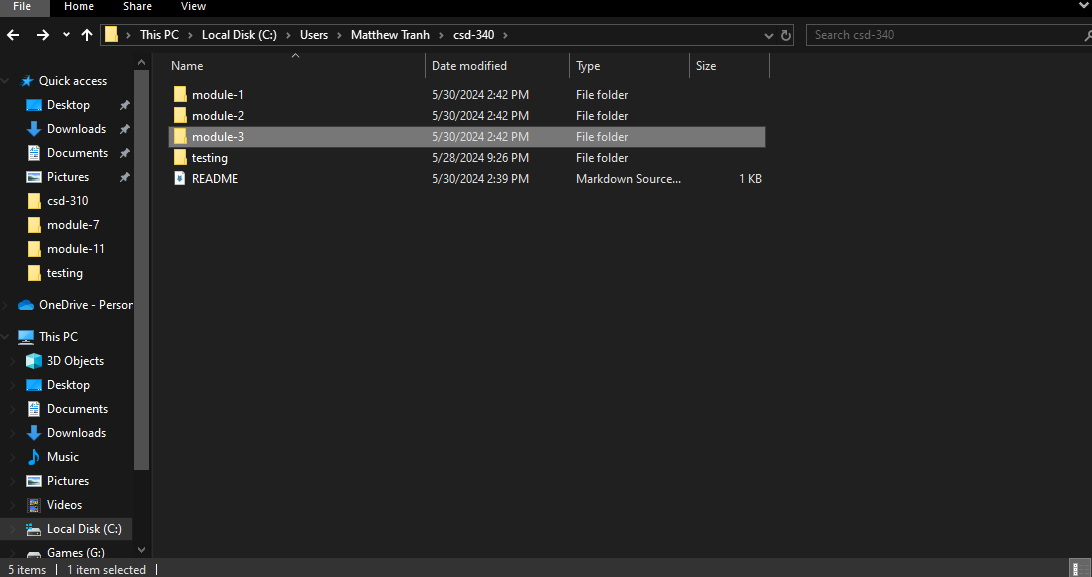 File Home Share View
This PC Local Disk (C:) Users Matthew Tranh csd-340
Search csd-340
Name Date modified Type Size
module-1 5/30/2024 2:42 PM File folder
module-2 5/30/2024 2:42 PM File folder
module-3 5/30/2024 2:42 PM File folder
testing 5/28/2024 9:26 PM File folder
README 5/30/2024 2:39 PM Markdown Source... 1 KB
Quick access
Desktop
Downloads
Documents
Pictures
csd-310
module-7
module-11
testing
OneDrive - Person
This PC
3D Objects
Desktop
Documents
Downloads
Music
Pictures
Videos
Local Disk (C:)
Games (G:)
5 items 1 item selected